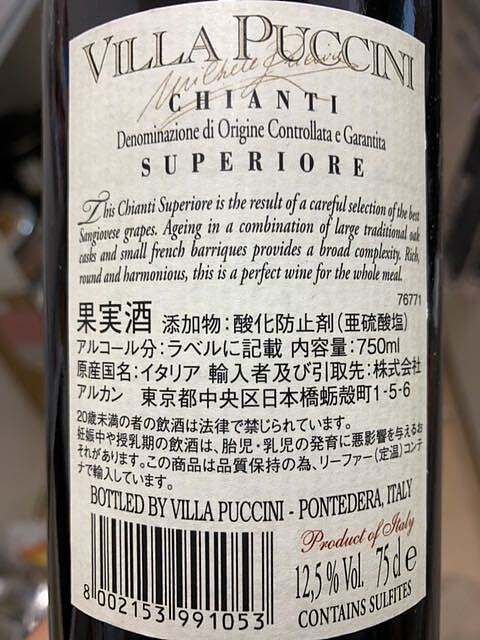 VILLA PUCCINI
CHIANTI
Denominazione di Origine Controllata e Garantita
SUPERIORE
This Chianti Superiore is the result of a careful selection of the best
Sangiovese grapes. Ageing in a combination of large traditional oak
casks and small french barriques provides a broad complexity. Rich,
round and harmonious, this is a perfect wine for the whole meal.
76771
果実酒 添加物:酸化防止剤(亜硫酸塩)
アルコール分:ラベルに記載 内容量:750ml
原産国名:イタリア 輸入者及び引取先:株式会社
アルカン 東京都中央区日本橋蛎殻町1-5-6
20歳未満の者の飲酒は法律で禁じられています。
妊娠中や授乳期の飲酒は、胎児・乳児の発育に悪影響を与えるお
それがあります。この商品は品質保持の為、リーファー(定温)コンテ
ナで輸入しています。
BOTTLED BY VILLA PUCCINI - PONTEDERA, ITALY
Product of Italy
12,5% Vol. 75 cl e
CONTAINS SULFITES
8 002153 991053